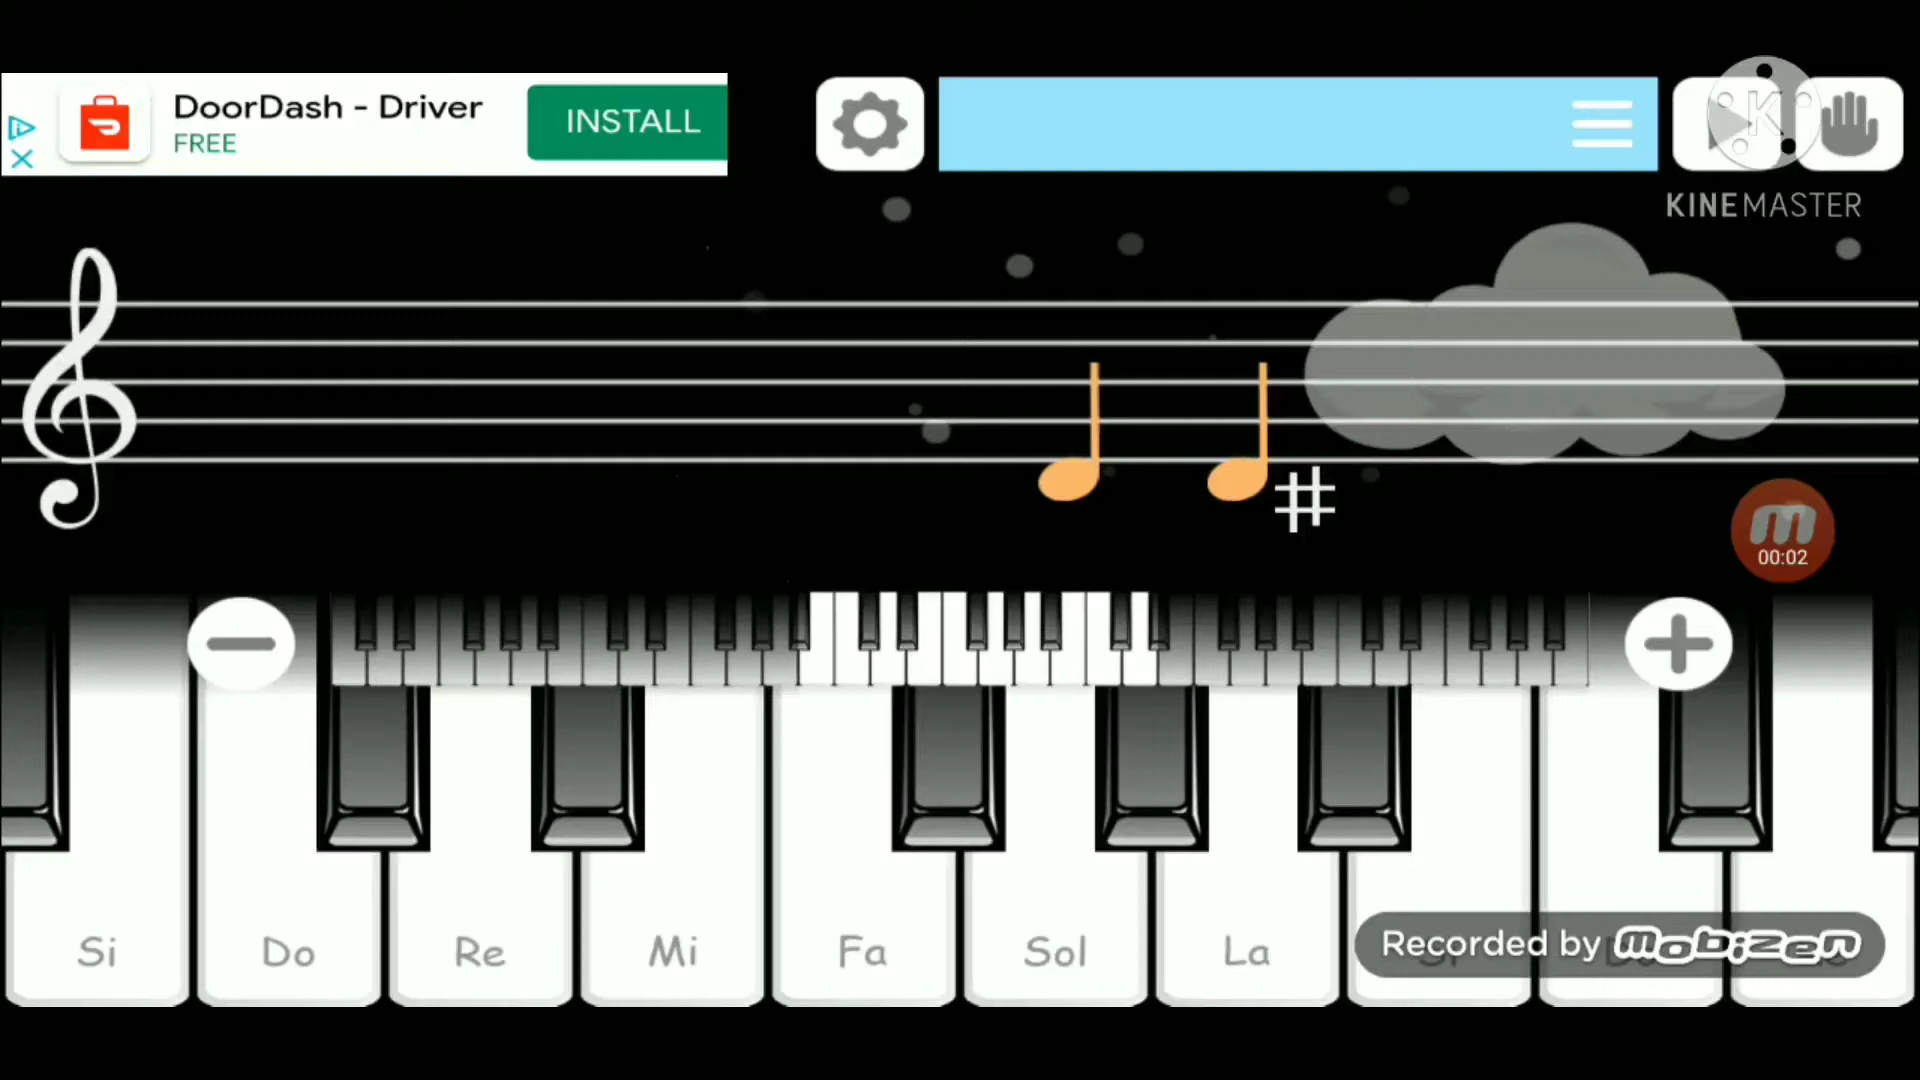 DoorDash - Driver
FREE
INSTALL
K
KINEMASTER
00:02
Si
Do
Re
Mi
Fa
Sol
La
Recorded by mobizen